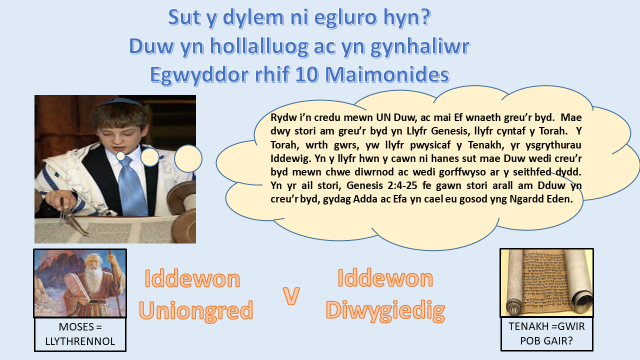 Sut y dylem ni egluro hyn?
Duw yn hollalluog ac yn gynhaliwr
Egwyddor rhif 10 Maimonides
Rydw i'n credu mewn UN Duw, ac mai Ef wnaeth greu'r byd. Mae
dwy stori am greu'r byd yn Llyfr Genesis, llyfr cyntaf y Torah. Y
Torah, wrth gwrs, yw llyfr pwysicaf y Tenakh, yr ysgrythurau
Iddewig. Yn y llyfr hwn y cawn ni hanes sut mae Duw wedi creu'r
byd mewn chwe diwrnod ac wedi gorffwyso ar y seithfed dydd.
Yn yr ail stori, Genesis 2:4-25 fe gawn stori arall am Dduw yn
creu'r byd, gydag Adda ac Efa yn cael eu gosod yng Ngardd Eden.
MOSES =
LLYTHRENNOL
Iddewon
Uniongred
V
Iddewon
Diwygiedig
TENAKH =GWIR
POB GAIR?